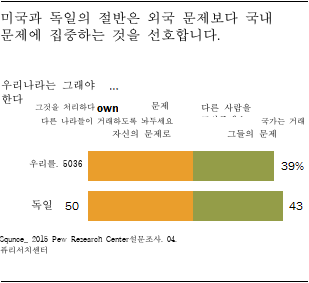 미국과 독일의 절반은 외국 문제보다 국내
문제에 집중하는 것을 선호합니다.
우리나라는 그래야 ...
한다
그것을 처리하다 own 문제 다른 사람을
다른 나라들이 거래하도록 놔두세요 국가는 거래
자신의 문제로 그들의 문제
우리를. 5036 39%
독일 50 43
2015 Pew Research Center설문조사. 04.
퓨리서치센터